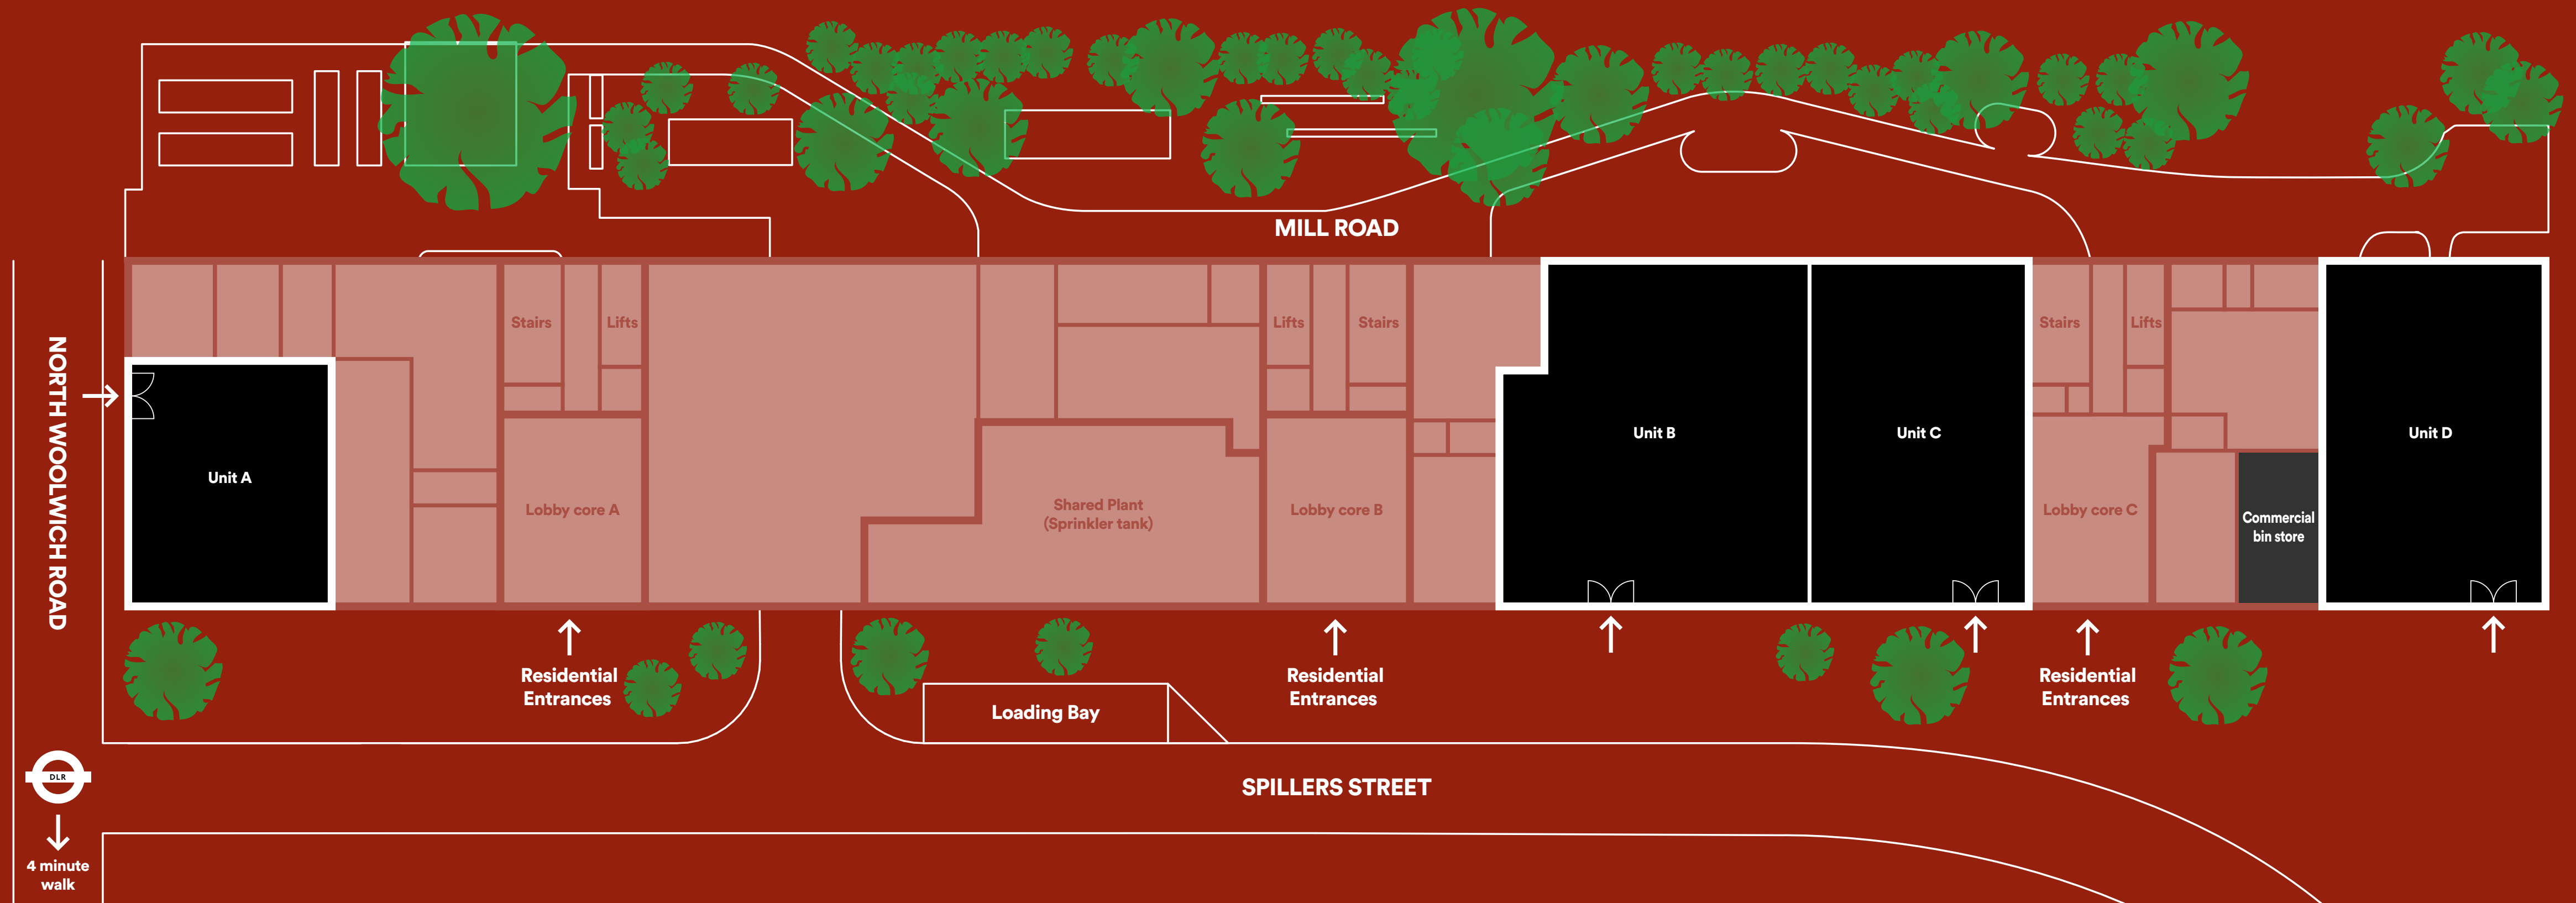 MILL ROAD
NORTH WOOLWICH ROAD
Stairs
Lifts
Lifts
Stairs
Stairs
Lifts
Unit A
Unit B
Unit C
Unit D
Lobby core A
Shared Plant
(Sprinkler tank)
Lobby core B
Lobby core C
Commercial
bin store
Residential
Entrances
Residential
Entrances
Residential
Entrances
Loading Bay
SPILLERS STREET
DLR
4 minute
walk